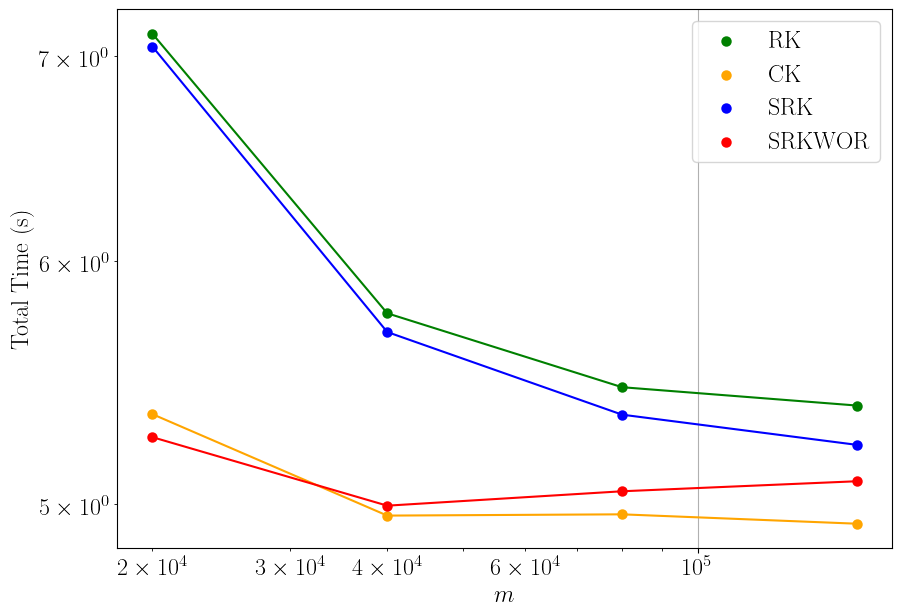 RK
CK
SRK
SRKWOR
Total Time (s)
7 × 10⁰
6 × 10⁰
5 × 10⁰
2 × 10⁴
3 × 10⁴
4 × 10⁴
6 × 10⁴
10⁵
m